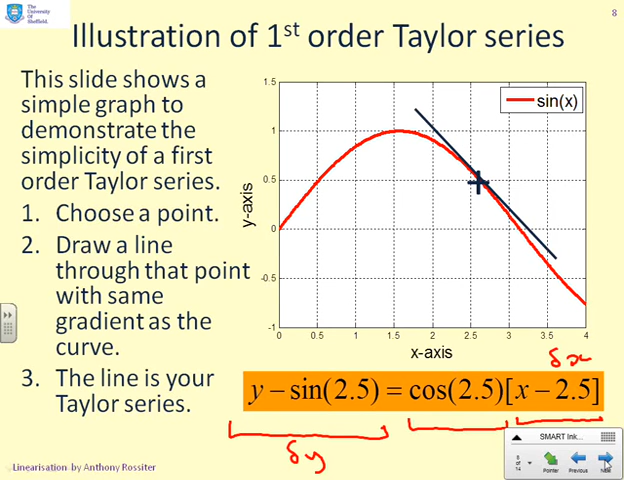 The
University
Of
Sheffield.
8
Illustration of 1st order Taylor series
This slide shows a
simple graph to
demonstrate the
simplicity of a first
order Taylor series.
1. Choose a point.
2. Draw a line
through that point
with same
gradient as the
curve.
3. The line is your
Taylor series.
1.5
1
0.5
0
-0.5
-1
y-axis
sin(x)
0 0.5 1 1.5 2 2.5 3 3.5 4
x-axis
δx
y − sin(2.5) = cos(2.5)[x − 2.5]
δy
SMART Ink...
Pointer Previous Next
Linearisation by Anthony Rossiter